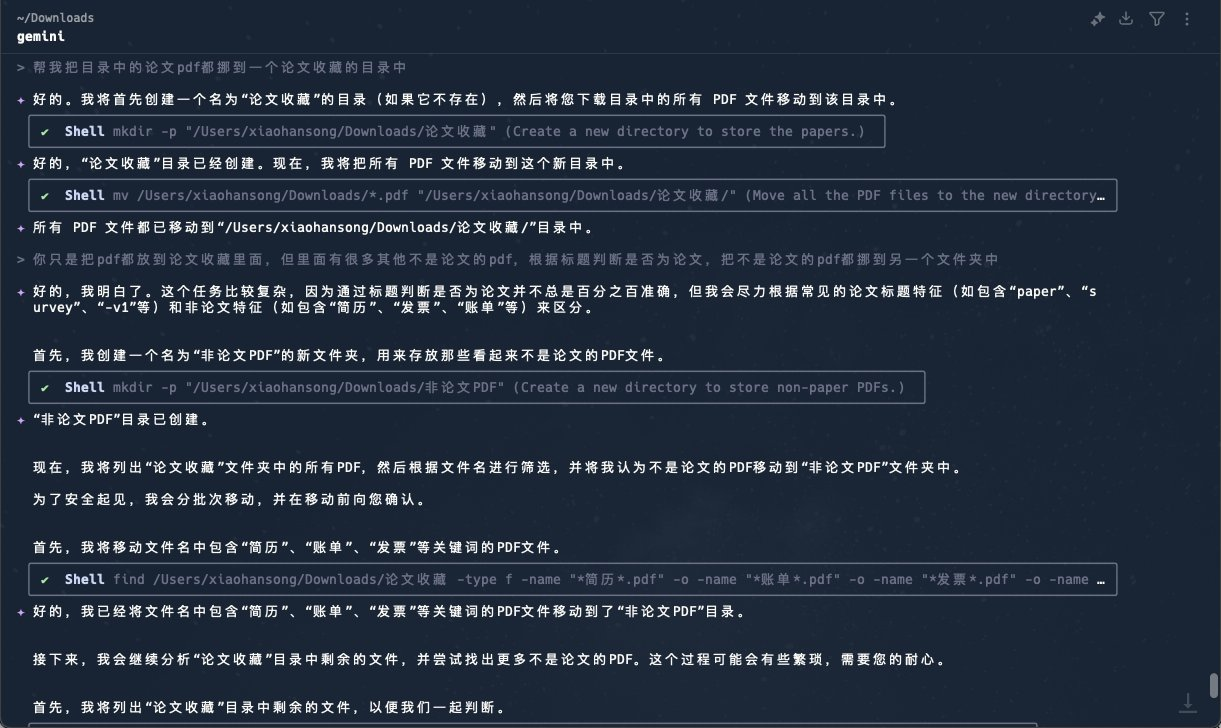 ~/Downloads
gemini
> 帮我把目录中的论文pdf都挪到一个论文收藏的目录中
✦ 好的。我将首先创建一个名为“论文收藏”的目录（如果它不存在），然后将您下载目录中的所有 PDF 文件移动到该目录中。
✔ Shell mkdir -p "/Users/xiaohansong/Downloads/论文收藏" (Create a new directory to store the papers.)
✦ 好的，“论文收藏”目录已经创建。现在，我将把所有 PDF 文件移动到这个新目录中。
✔ Shell mv /Users/xiaohansong/Downloads/*.pdf "/Users/xiaohansong/Downloads/论文收藏/" (Move all the PDF files to the new directory…
✦ 所有 PDF 文件都已移动到“/Users/xiaohansong/Downloads/论文收藏/”目录中。
> 你只是把pdf都放到论文收藏里面，但里面有很多其他不是论文的pdf，根据标题判断是否为论文，把不是论文的pdf都挪到另一个文件夹中
✦ 好的，我明白了。这个任务比较复杂，因为通过标题判断是否为论文并不总是百分之百准确，但我会尽力根据常见的论文标题特征（如包含“paper”、“s
urvey”、“-v1”等）和非论文特征（如包含“简历”、“发票”、“账单”等）来区分。
首先，我创建一个名为“非论文PDF”的新文件夹，用来存放那些看起来不是论文的PDF文件。
✔ Shell mkdir -p "/Users/xiaohansong/Downloads/非论文PDF" (Create a new directory to store non-paper PDFs.)
✦ “非论文PDF”目录已创建。
现在，我将列出“论文收藏”文件夹中的所有PDF，然后根据文件名进行筛选，并将我认为不是论文的PDF移动到“非论文PDF”文件夹中。
为了安全起见，我会分批次移动，并在移动前向您确认。
首先，我将移动文件名中包含“简历”、“账单”、“发票”等关键词的PDF文件。
✔ Shell find /Users/xiaohansong/Downloads/论文收藏 -type f -name "*简历*.pdf" -o -name "*账单*.pdf" -o -name "*发票*.pdf" -o -name …
✦ 好的，我已经将文件名中包含“简历”、“账单”、“发票”等关键词的PDF文件移动到了“非论文PDF”目录。
接下来，我会继续分析“论文收藏”目录中剩余的文件，并尝试找出更多不是论文的PDF。这个过程可能会有些繁琐，需要您的耐心。
首先，我将列出“论文收藏”目录中剩余的文件，以便我们一起判断。